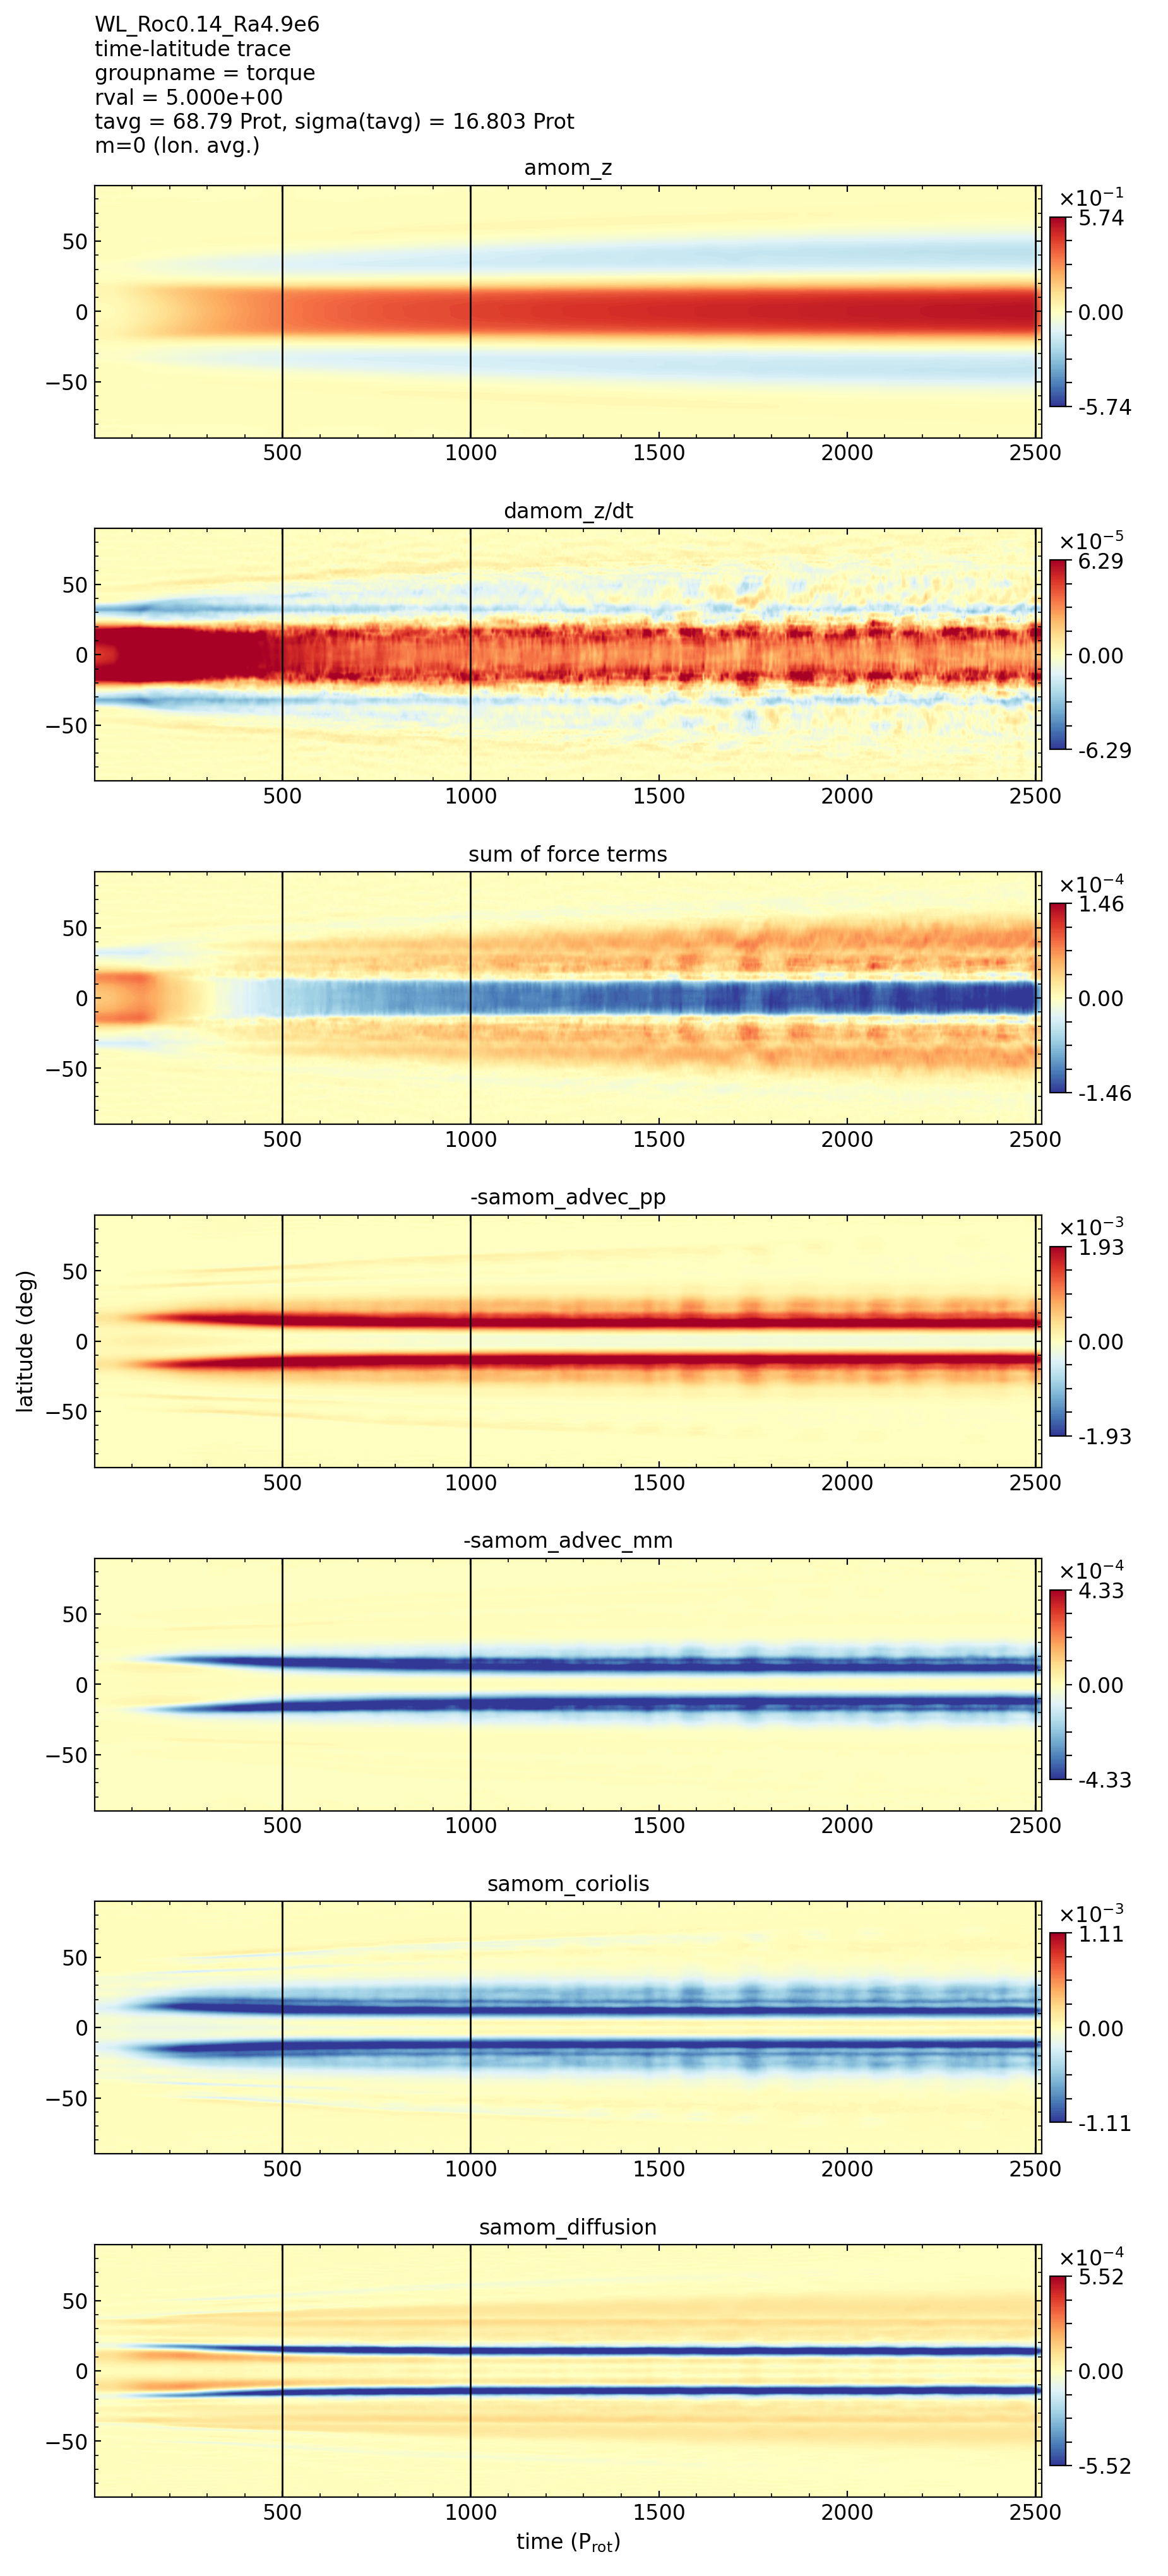 WL_Roc0.14_Ra4.9e6
time-latitude trace
groupname = torque
rval = 5.000e+00
tavg = 68.79 Prot, sigma(tavg) = 16.803 Prot
m=0 (lon. avg.)
amom_z
×10⁻¹
5.74
0.00
-5.74
50
0
−50
500 1000 1500 2000 2500
damom_z/dt
×10⁻⁵
6.29
0.00
-6.29
50
0
−50
500 1000 1500 2000 2500
sum of force terms
×10⁻⁴
1.46
0.00
-1.46
50
0
−50
500 1000 1500 2000 2500
-samom_advec_pp
×10⁻³
1.93
0.00
-1.93
50
0
−50
latitude (deg)
500 1000 1500 2000 2500
-samom_advec_mm
×10⁻⁴
4.33
0.00
-4.33
50
0
−50
500 1000 1500 2000 2500
samom_coriolis
×10⁻³
1.11
0.00
-1.11
50
0
−50
500 1000 1500 2000 2500
samom_diffusion
×10⁻⁴
5.52
0.00
-5.52
50
0
−50
500 1000 1500 2000 2500
time (P_rot)